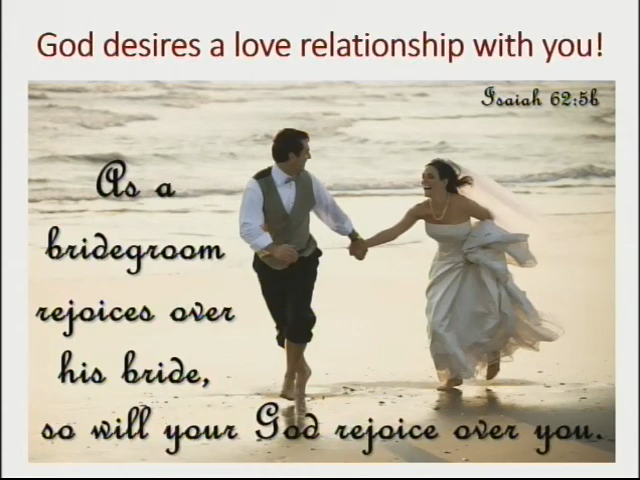 God desires a love relationship with you!
Isaiah 62:5b
As a
bridegroom
rejoices over
his bride,
so will your God rejoice over you.